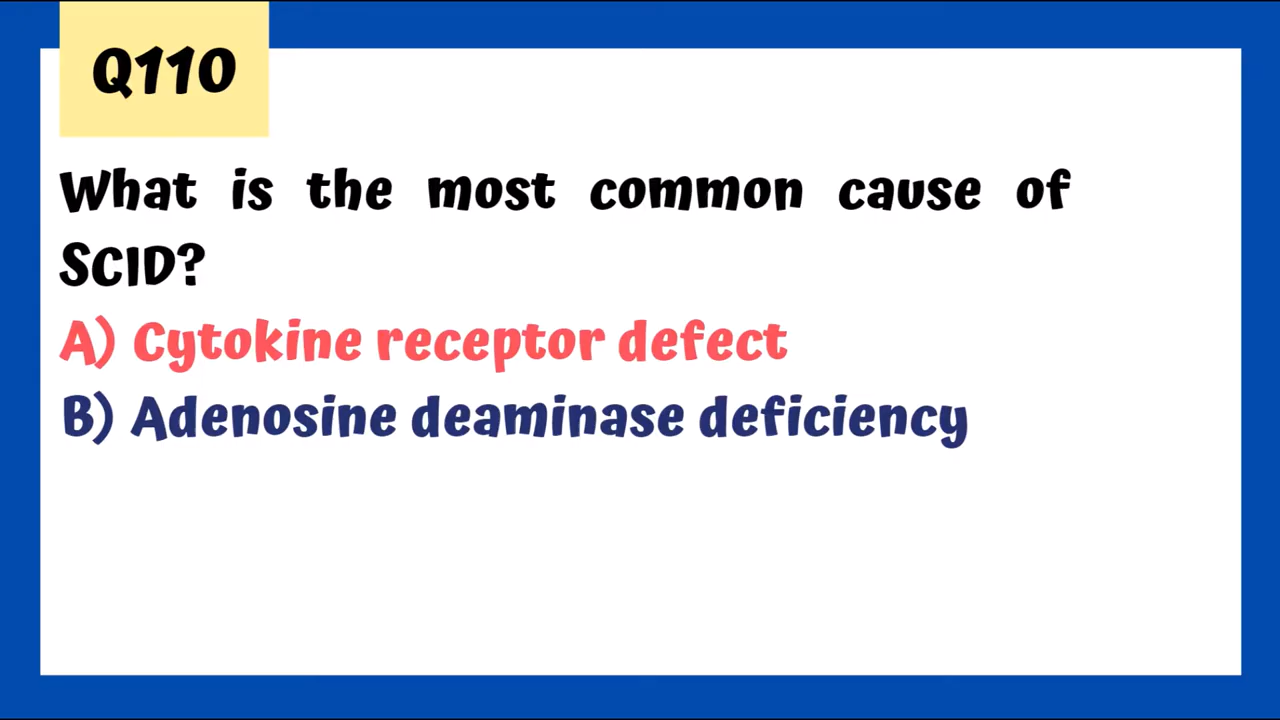 Q110
What is the most common cause of
SCID?
A) Cytokine receptor defect
B) Adenosine deaminase deficiency